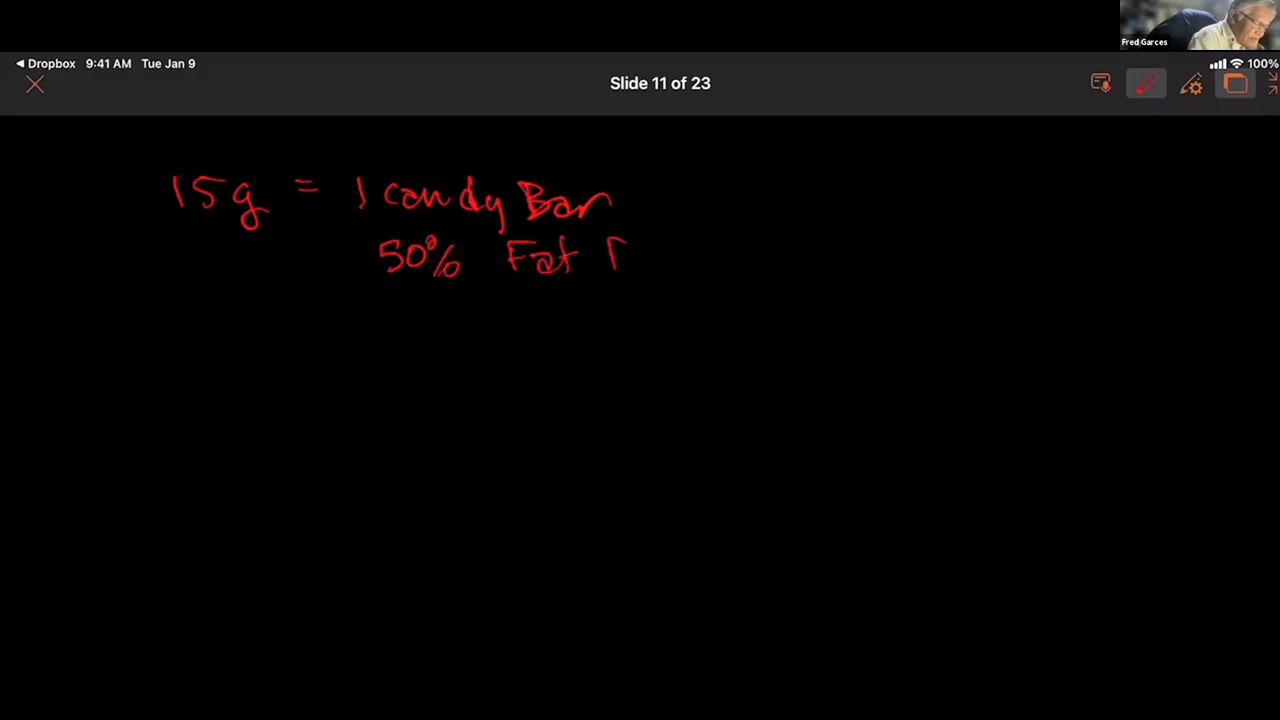 Fred Garces
Dropbox 9:41 AM Tue Jan 9 100%
Slide 11 of 23
15g = 1 candy Bar
50% Fat